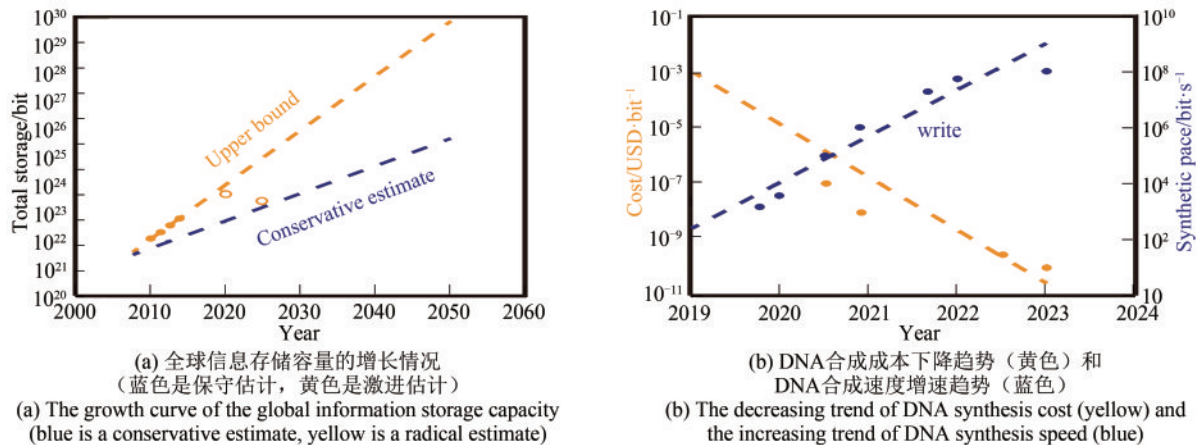 10^30
10^29
10^28
10^27
10^26
10^25
10^24
10^23
10^22
10^21
10^20
Total storage/bit
Upper bound
Conservative estimate
2000 2010 2020 2030 2040 2050 2060
Year
(a) 全球信息存储容量的增长情况
（蓝色是保守估计，黄色是激进估计）
(a) The growth curve of the global information storage capacity
(blue is a conservative estimate, yellow is a radical estimate)
10^−1
10^−3
10^−5
10^−7
10^−9
10^−11
Cost/USD·bit^−1
write
10^10
10^8
10^6
10^4
10^2
10
Synthetic pace/bit·s^−1
2019 2020 2021 2022 2023 2024
Year
(b) DNA合成成本下降趋势（黄色）和
DNA合成速度增速趋势（蓝色）
(b) The decreasing trend of DNA synthesis cost (yellow) and
the increasing trend of DNA synthesis speed (blue)